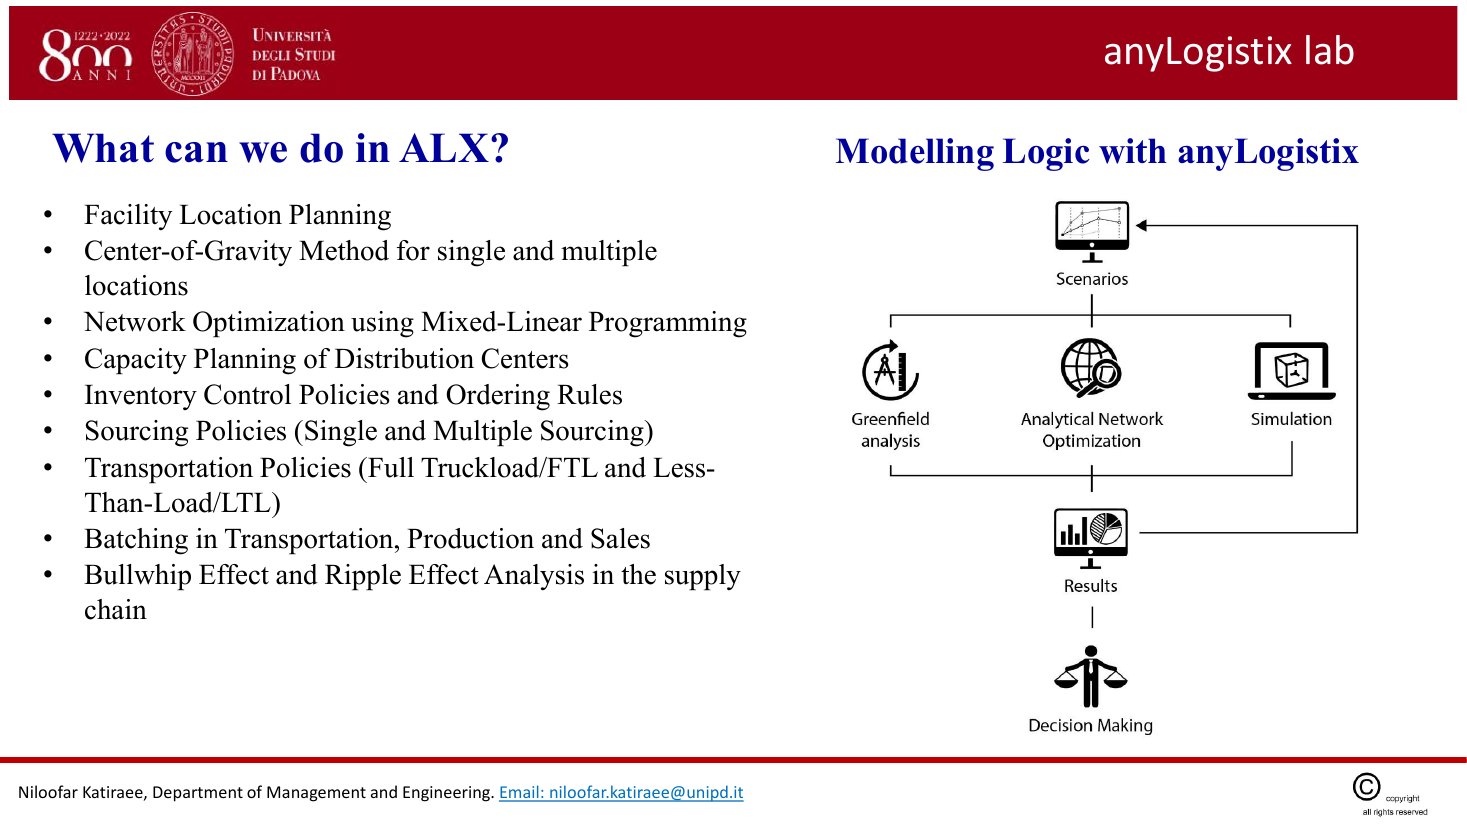 1222·2022
800
ANNI
UNIVERSITÀ
DEGLI STUDI
DI PADOVA
anyLogistix lab
What can we do in ALX?
• Facility Location Planning
• Center-of-Gravity Method for single and multiple
locations
• Network Optimization using Mixed-Linear Programming
• Capacity Planning of Distribution Centers
• Inventory Control Policies and Ordering Rules
• Sourcing Policies (Single and Multiple Sourcing)
• Transportation Policies (Full Truckload/FTL and Less-
Than-Load/LTL)
• Batching in Transportation, Production and Sales
• Bullwhip Effect and Ripple Effect Analysis in the supply
chain
Modelling Logic with anyLogistix
Scenarios
Greenfield
analysis
Analytical Network
Optimization
Simulation
Results
Decision Making
Niloofar Katiraee, Department of Management and Engineering. Email: niloofar.katiraee@unipd.it
© copyright
all rights reserved